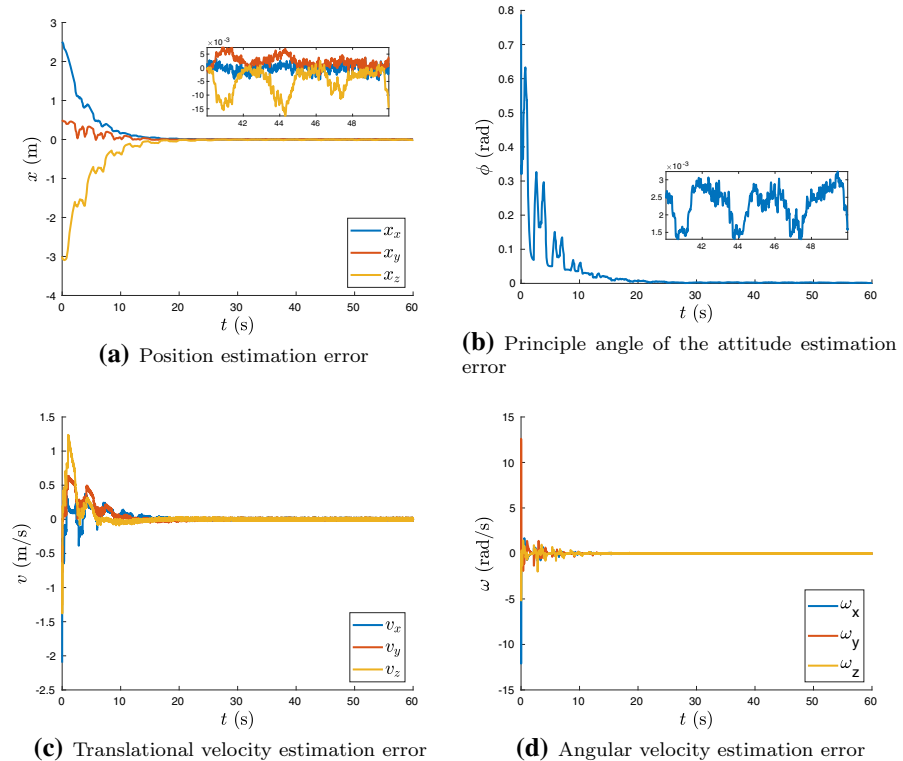 3
2
1
0
-1
-2
-3
-4
x (m)
0 10 20 30 40 50 60
t (s)
×10⁻³
5
0
-5
-10
-15
42 44 46 48
x_x
x_y
x_z
(a) Position estimation error
0.8
0.7
0.6
0.5
0.4
0.3
0.2
0.1
0
ϕ (rad)
0 10 20 30 40 50 60
t (s)
×10⁻³
3
2.5
2
1.5
42 44 46 48
(b) Principle angle of the attitude estimation
error
1.5
1
0.5
0
-0.5
-1
-1.5
-2
-2.5
v (m/s)
0 10 20 30 40 50 60
t (s)
v_x
v_y
v_z
(c) Translational velocity estimation error
15
10
5
0
-5
-10
-15
ω (rad/s)
0 10 20 30 40 50 60
t (s)
ω_x
ω_y
ω_z
(d) Angular velocity estimation error